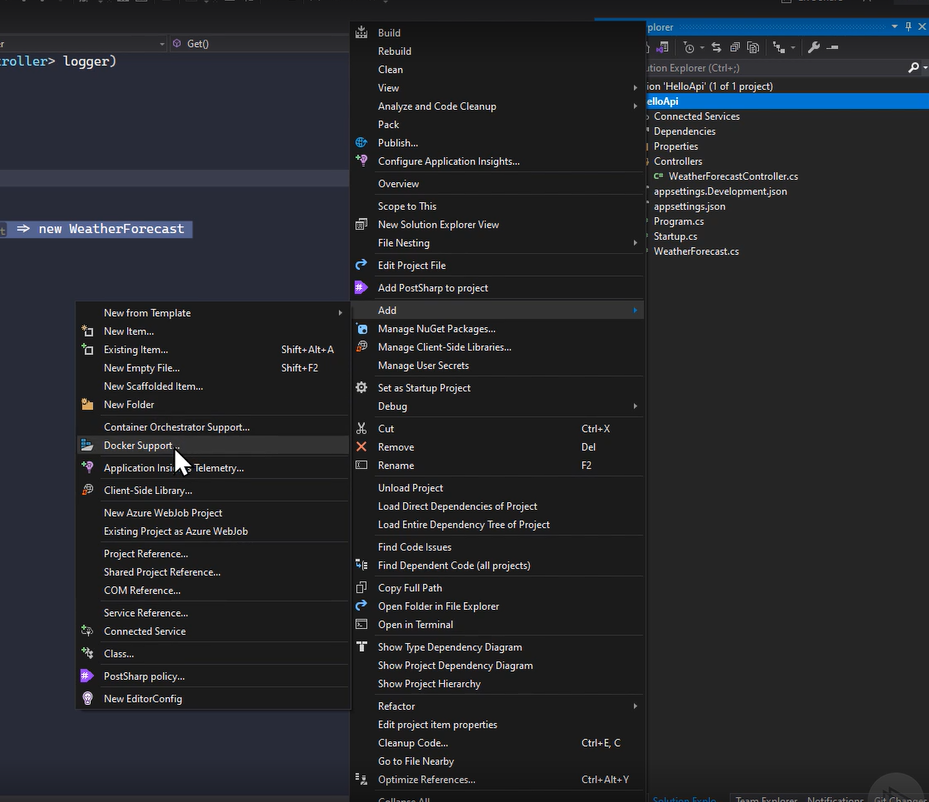 Get()
roller> logger)
=> new WeatherForecast
Build
Rebuild
Clean
View
Analyze and Code Cleanup
Pack
Publish...
Configure Application Insights...
Overview
Scope to This
New Solution Explorer View
File Nesting
Edit Project File
Add PostSharp to project
Add
Manage NuGet Packages...
Manage Client-Side Libraries...
Manage User Secrets
Set as Startup Project
Debug
Cut Ctrl+X
Remove Del
Rename F2
Unload Project
Load Direct Dependencies of Project
Load Entire Dependency Tree of Project
Find Code Issues
Find Dependent Code (all projects)
Copy Full Path
Open Folder in File Explorer
Open in Terminal
Show Type Dependency Diagram
Show Project Dependency Diagram
Show Project Hierarchy
Refactor
Edit project item properties
Cleanup Code... Ctrl+E, C
Go to File Nearby
Optimize References... Ctrl+Alt+Y
Collapse All
New from Template
New Item...
Existing Item... Shift+Alt+A
New Empty File... Shift+F2
New Scaffolded Item...
New Folder
Container Orchestrator Support...
Docker Support...
Application Insi s Telemetry...
Client-Side Library...
New Azure WebJob Project
Existing Project as Azure WebJob
Project Reference...
Shared Project Reference...
COM Reference...
Service Reference...
Connected Service
Class...
PostSharp policy...
New EditorConfig
plorer
ution Explorer (Ctrl+;)
ion 'HelloApi' (1 of 1 project)
elloApi
Connected Services
Dependencies
Properties
Controllers
C# WeatherForecastController.cs
appsettings.Development.json
appsettings.json
Program.cs
Startup.cs
WeatherForecast.cs
Solution Explo Team Explorer Notifications Git Changes